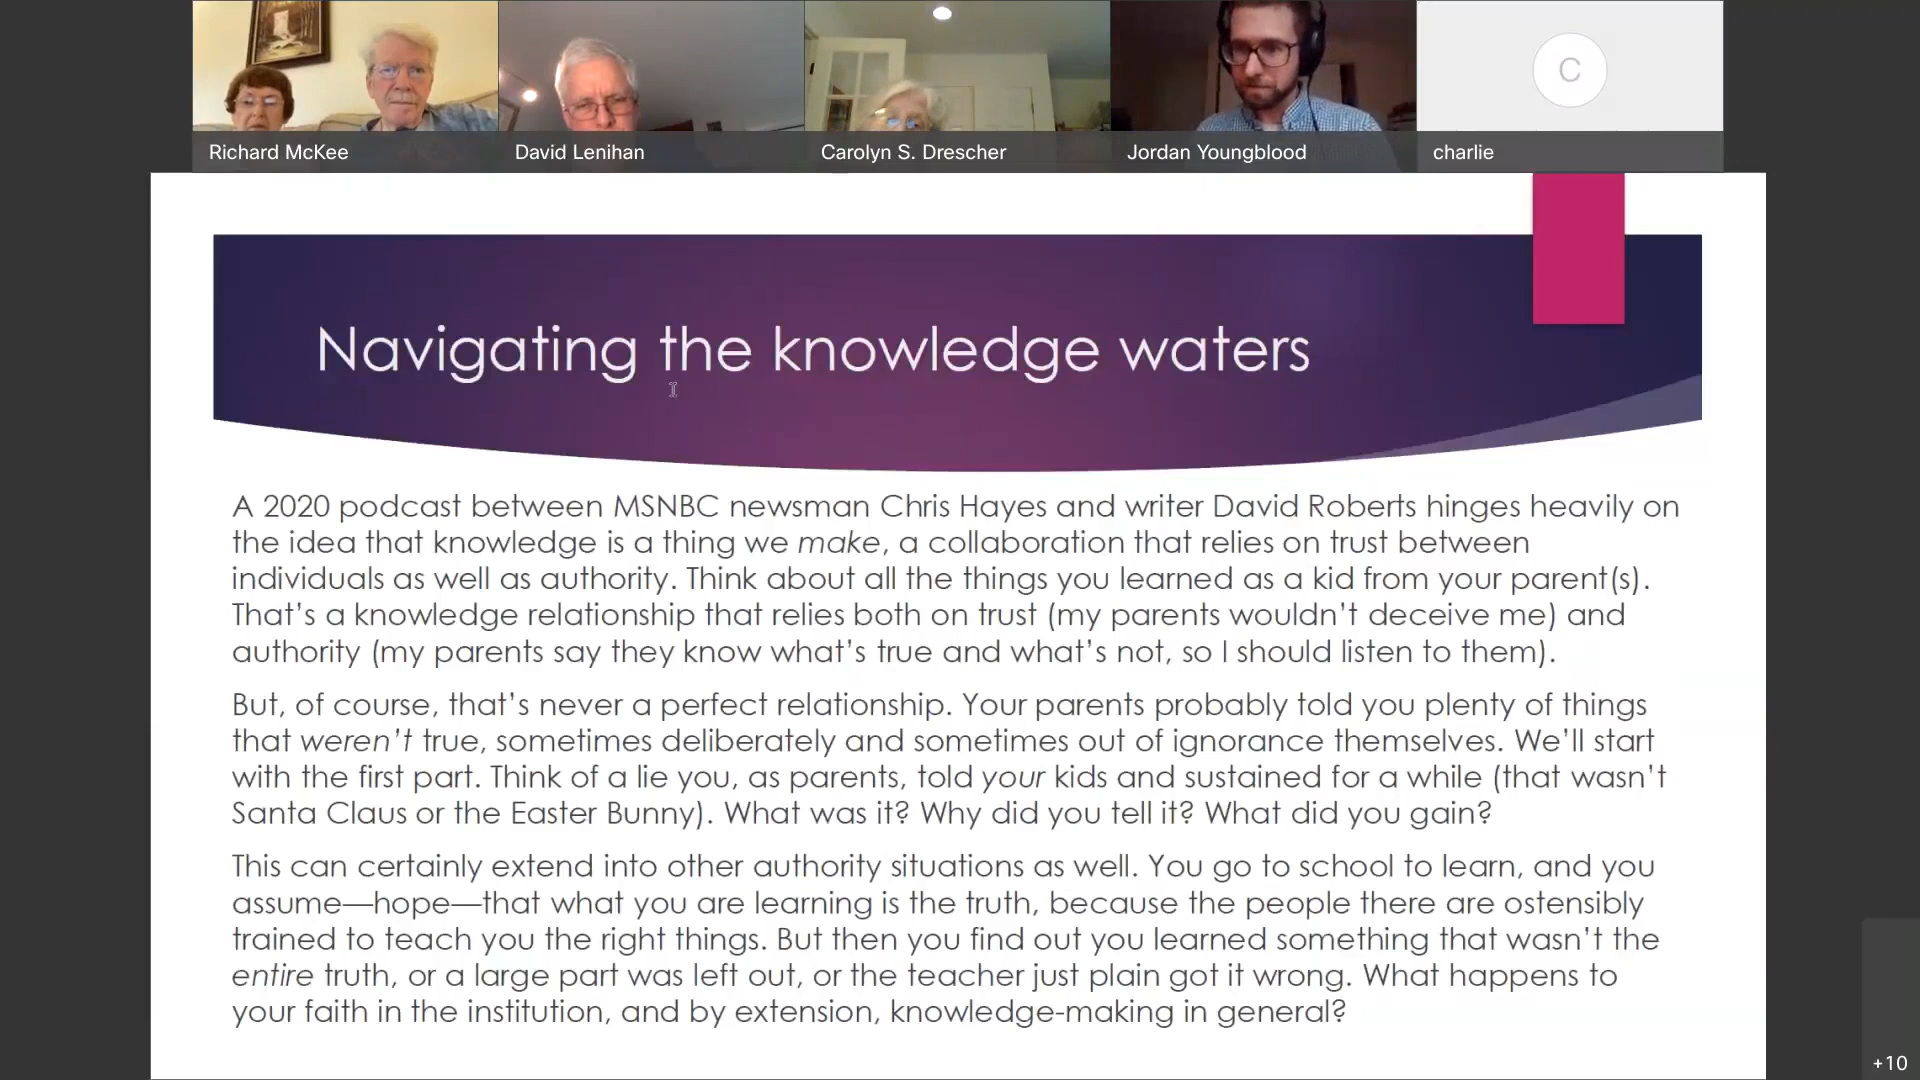 Richard McKee
David Lenihan
Carolyn S. Drescher
Jordan Youngblood
C
charlie
Navigating the knowledge waters
A 2020 podcast between MSNBC newsman Chris Hayes and writer David Roberts hinges heavily on
the idea that knowledge is a thing we make, a collaboration that relies on trust between
individuals as well as authority. Think about all the things you learned as a kid from your parent(s).
That’s a knowledge relationship that relies both on trust (my parents wouldn’t deceive me) and
authority (my parents say they know what’s true and what’s not, so I should listen to them).
But, of course, that’s never a perfect relationship. Your parents probably told you plenty of things
that weren’t true, sometimes deliberately and sometimes out of ignorance themselves. We’ll start
with the first part. Think of a lie you, as parents, told your kids and sustained for a while (that wasn’t
Santa Claus or the Easter Bunny). What was it? Why did you tell it? What did you gain?
This can certainly extend into other authority situations as well. You go to school to learn, and you
assume—hope—that what you are learning is the truth, because the people there are ostensibly
trained to teach you the right things. But then you find out you learned something that wasn’t the
entire truth, or a large part was left out, or the teacher just plain got it wrong. What happens to
your faith in the institution, and by extension, knowledge-making in general?
+10